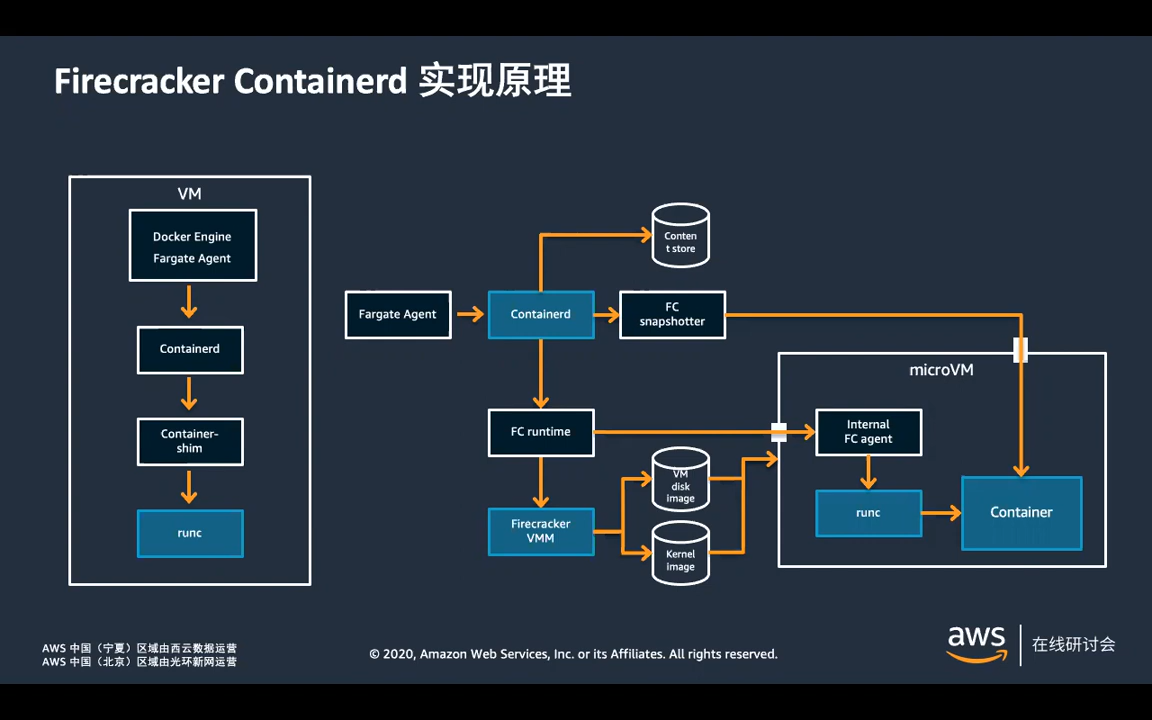 Firecracker Containerd 实现原理
VM
Docker Engine
Fargate Agent
Containerd
Container-
shim
runc
Conten
t store
Fargate Agent
Containerd
FC
snapshotter
microVM
FC runtime
Internal
FC agent
VM
disk
image
Firecracker
VMM
Kernel
image
runc
Container
AWS 中国（宁夏）区域由西云数据运营
AWS 中国（北京）区域由光环新网运营
© 2020, Amazon Web Services, Inc. or its Affiliates. All rights reserved.
aws
在线研讨会